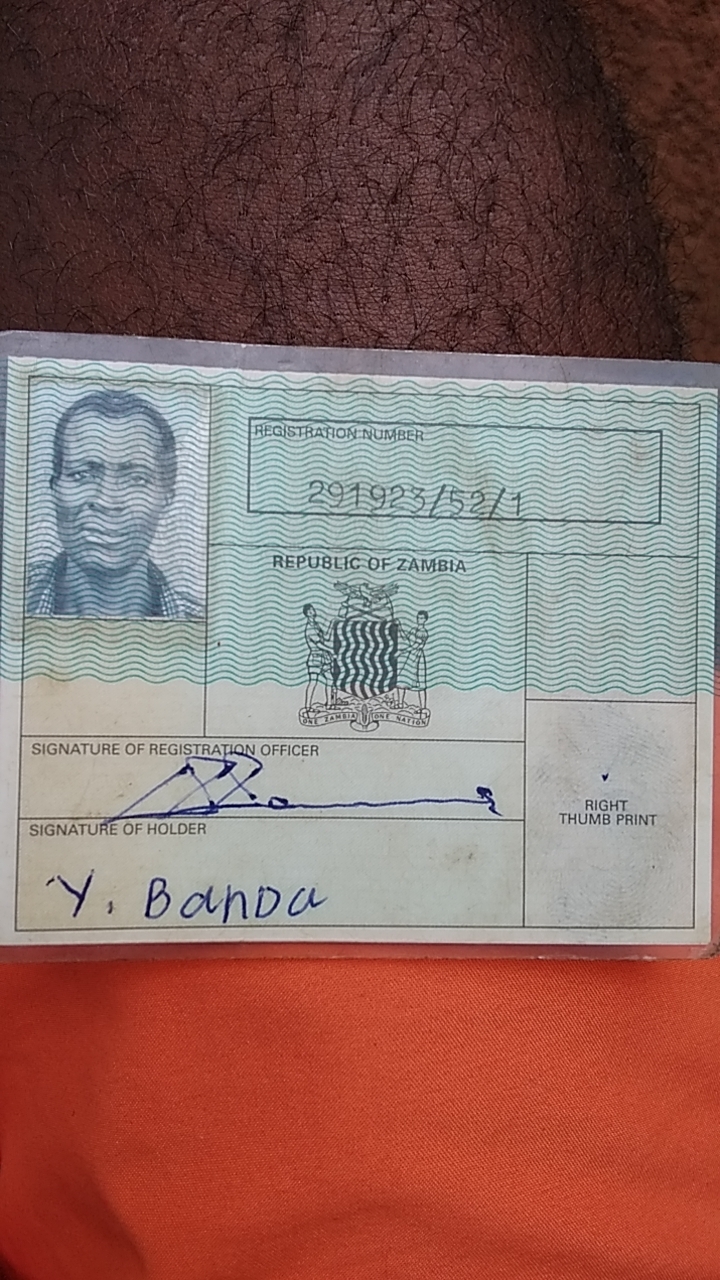 REGISTRATION NUMBER
291923/52/1
REPUBLIC OF ZAMBIA
ONE ZAMBIA ONE NATION
SIGNATURE OF REGISTRATION OFFICER
SIGNATURE OF HOLDER
Y. Banda
RIGHT
THUMB PRINT